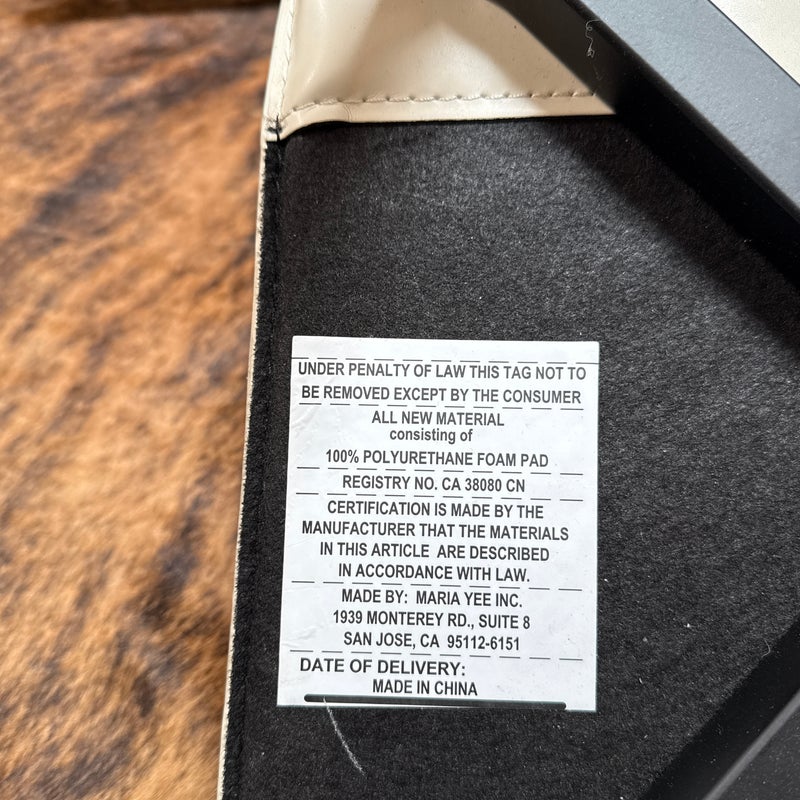 UNDER PENALTY OF LAW THIS TAG NOT TO
BE REMOVED EXCEPT BY THE CONSUMER
ALL NEW MATERIAL
consisting of
100% POLYURETHANE FOAM PAD
REGISTRY NO. CA 38080 CN
CERTIFICATION IS MADE BY THE
MANUFACTURER THAT THE MATERIALS
IN THIS ARTICLE ARE DESCRIBED
IN ACCORDANCE WITH LAW.
MADE BY: MARIA YEE INC.
1939 MONTEREY RD., SUITE 8
SAN JOSE, CA 95112-6151
DATE OF DELIVERY:
MADE IN CHINA